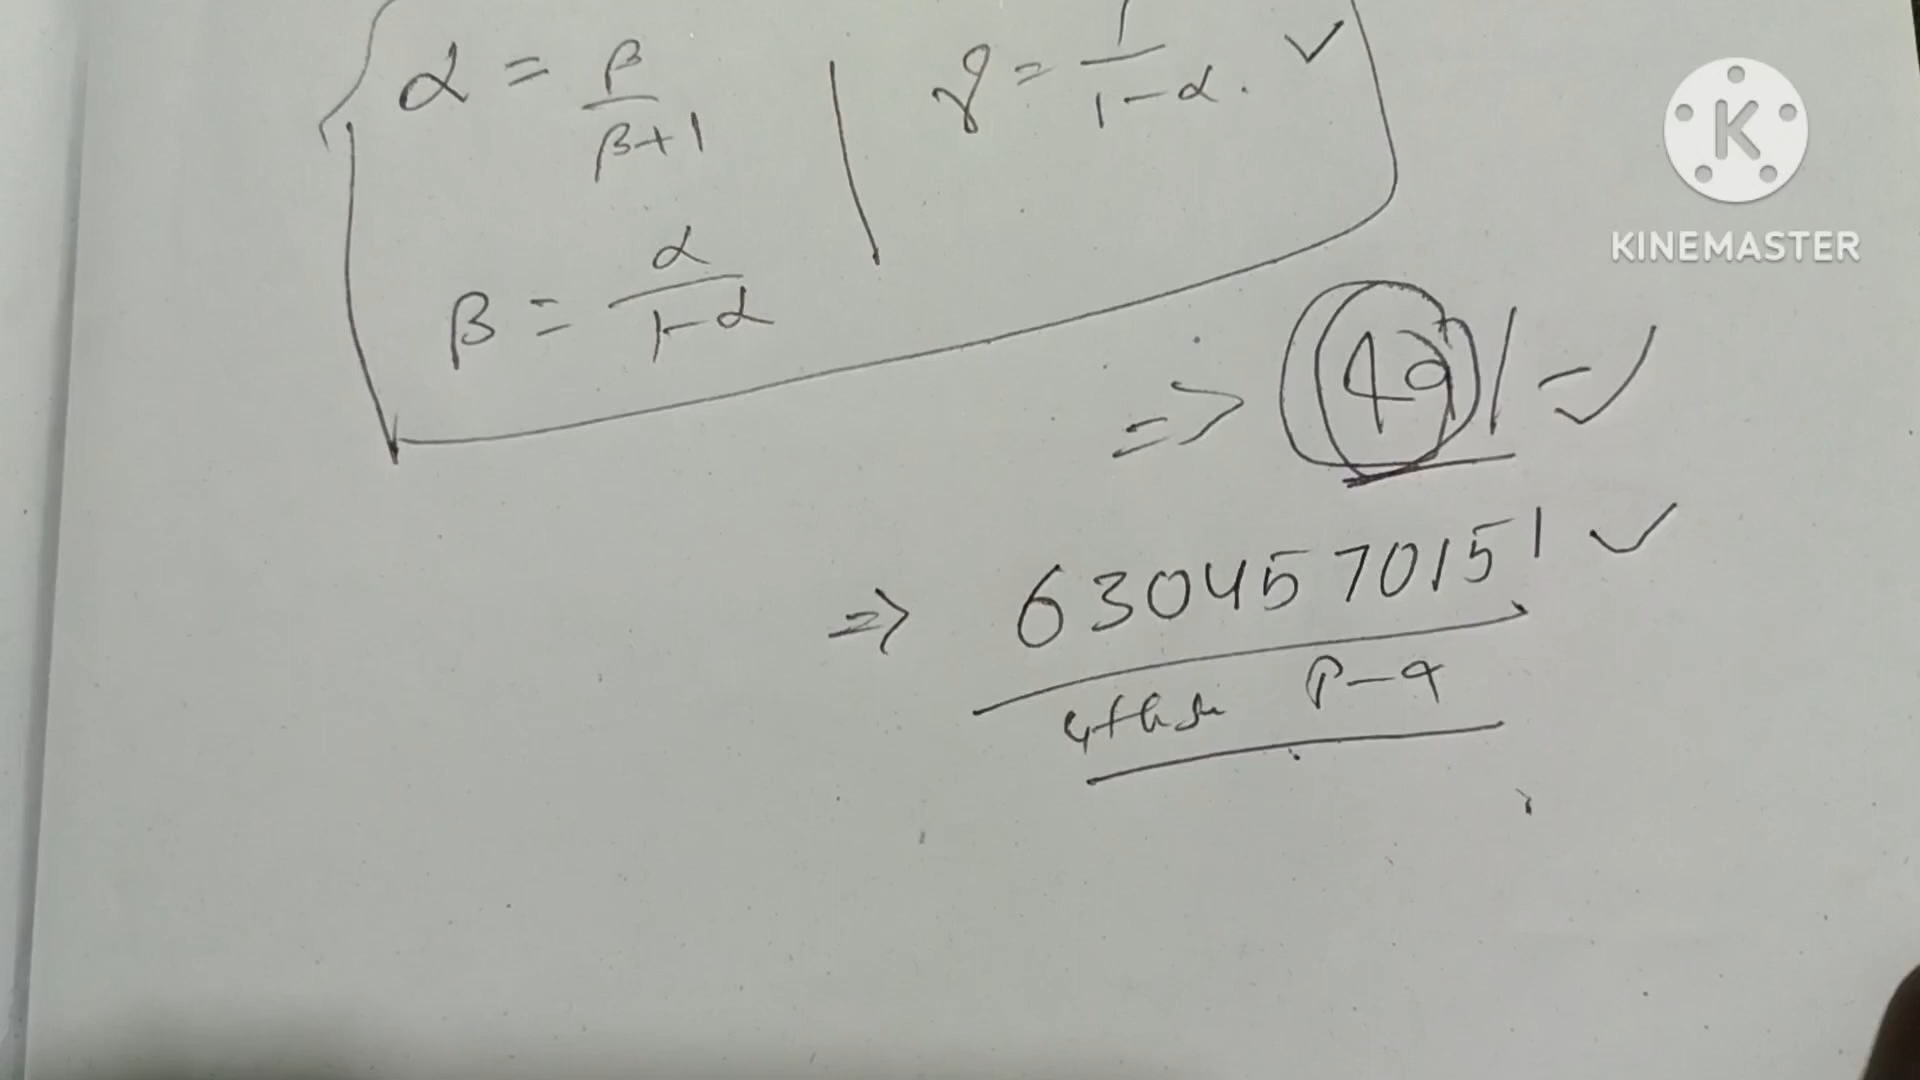 α = β/β+1 | γ = 1/1-α. ✓
β = α/1-α
KINEMASTER
=> 49/=✓
=> 6304570151 ✓
P-q